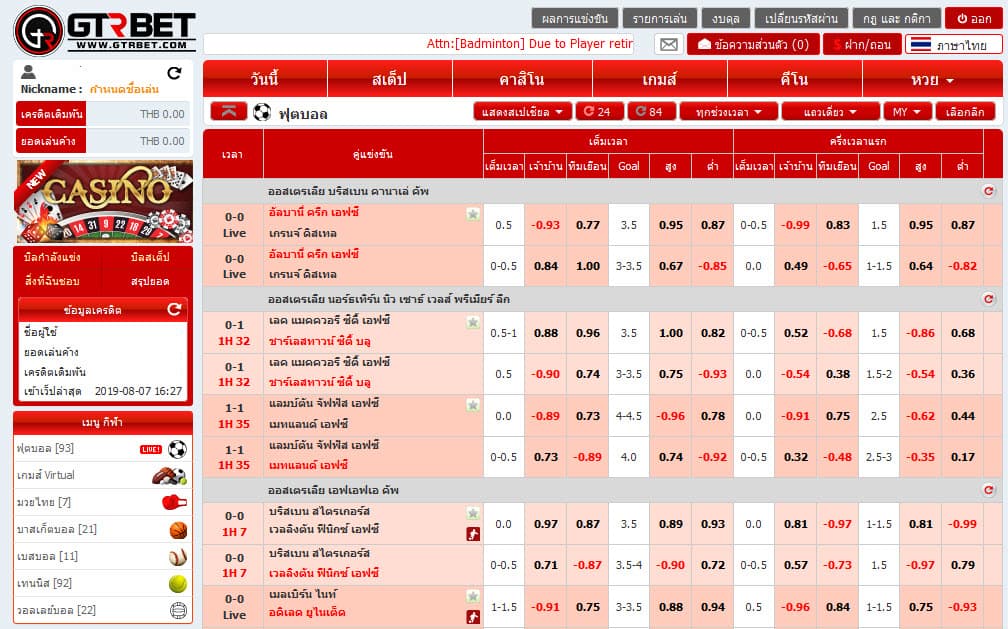 GTRBET
WWW.GTRBET.COM
ผลการแข่งขัน รายการเล่น งบดุล เปลี่ยนรหัสผ่าน กฎ และ กติกา ออก
Attn:[Badminton] Due to Player retir
ข้อความส่วนตัว (0) $ ฝาก/ถอน ภาษาไทย
Nickname : กำหนดชื่อเล่น
เครดิตเดิมพัน THB 0.00
ยอดเล่นค้าง THB 0.00
NEW
CASINO
บิลกำลังแข่ง บิลสเต็ป
สิ่งที่ฉันชอบ สรุปยอด
ข้อมูลเครดิต
ชื่อผู้ใช้
ยอดเล่นค้าง
เครดิตเดิมพัน
เข้าเว็ปล่าสุด 2019-08-07 16:27
เมนู กีฬา
ฟุตบอล [93] LIVE!
เกมส์ Virtual
มวยไทย [7]
บาสเก็ตบอล [21]
เบสบอล [11]
เทนนิส [92]
วอลเลย์บอล [22]
วันนี้ สเต็ป คาสิโน เกมส์ คีโน หวย
ฟุตบอล แสดงสเปเชียล 24 84 ทุกช่วงเวลา แถวเดี่ยว MY เลือกลีก
เวลา คู่แข่งขัน เต็มเวลา ครึ่งเวลาแรก
เต็มเวลา เจ้าบ้าน ทีมเยือน Goal สูง ต่ำ เต็มเวลา เจ้าบ้าน ทีมเยือน Goal สูง ต่ำ
ออสเตรเลีย บริสเบน คานาเล่ คัพ
0-0 อัลบานี ครีก เอฟซี
Live เกรนจ์ ดิสเทล
0.5 -0.93 0.77 3.5 0.95 0.87 0-0.5 -0.99 0.83 1.5 0.95 0.87
0-0 อัลบานี ครีก เอฟซี
Live เกรนจ์ ดิสเทล
0-0.5 0.84 1.00 3-3.5 0.67 -0.85 0.0 0.49 -0.65 1-1.5 0.64 -0.82
ออสเตรเลีย นอร์ธเทิร์น นิว เซาธ์ เวลส์ พรีเมียร์ ลีก
0-1 เลค แมคควอรี ซิตี้ เอฟซี
1H 32 ชาร์เลสทาวน์ ซิตี้ บลู
0.5-1 0.88 0.96 3.5 1.00 0.82 0-0.5 0.52 -0.68 1.5 -0.86 0.68
0-1 เลค แมคควอรี ซิตี้ เอฟซี
1H 32 ชาร์เลสทาวน์ ซิตี้ บลู
0.5 -0.90 0.74 3-3.5 0.75 -0.93 0.0 -0.54 0.38 1.5-2 -0.54 0.36
1-1 แลมบ์ตัน จัฟฟัส เอฟซี
1H 35 เมทแลนด์ เอฟซี
0.0 -0.89 0.73 4-4.5 -0.96 0.78 0.0 -0.91 0.75 2.5 -0.62 0.44
1-1 แลมบ์ตัน จัฟฟัส เอฟซี
1H 35 เมทแลนด์ เอฟซี
0-0.5 0.73 -0.89 4.0 0.74 -0.92 0-0.5 0.32 -0.48 2.5-3 -0.35 0.17
ออสเตรเลีย เอฟเอฟเอ คัพ
0-0 บริสเบน สไตรเกอร์ส
1H 7 เวลลิงตัน ฟีนิกซ์ เอฟซี
0.0 0.97 0.87 3.5 0.89 0.93 0.0 0.81 -0.97 1-1.5 0.81 -0.99
0-0 บริสเบน สไตรเกอร์ส
1H 7 เวลลิงตัน ฟีนิกซ์ เอฟซี
0-0.5 0.71 -0.87 3.5-4 -0.90 0.72 0-0.5 0.57 -0.73 1.5 -0.97 0.79
0-0 เมลเบิร์น ไนท์
Live อดิเลด ยูไนเต็ด
1-1.5 -0.91 0.75 3-3.5 0.88 0.94 0.5 -0.96 0.84 1-1.5 0.75 -0.93